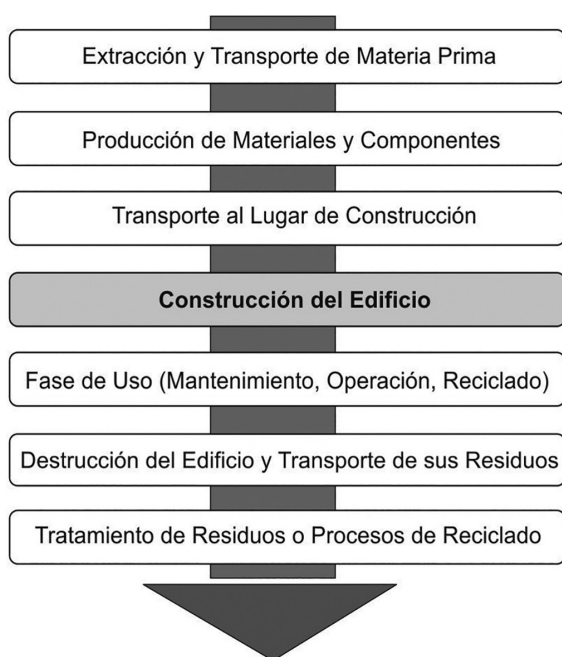 Extracción y Transporte de Materia Prima
Producción de Materiales y Componentes
Transporte al Lugar de Construcción
Construcción del Edificio
Fase de Uso (Mantenimiento, Operación, Reciclado)
Destrucción del Edificio y Transporte de sus Residuos
Tratamiento de Residuos o Procesos de Reciclado